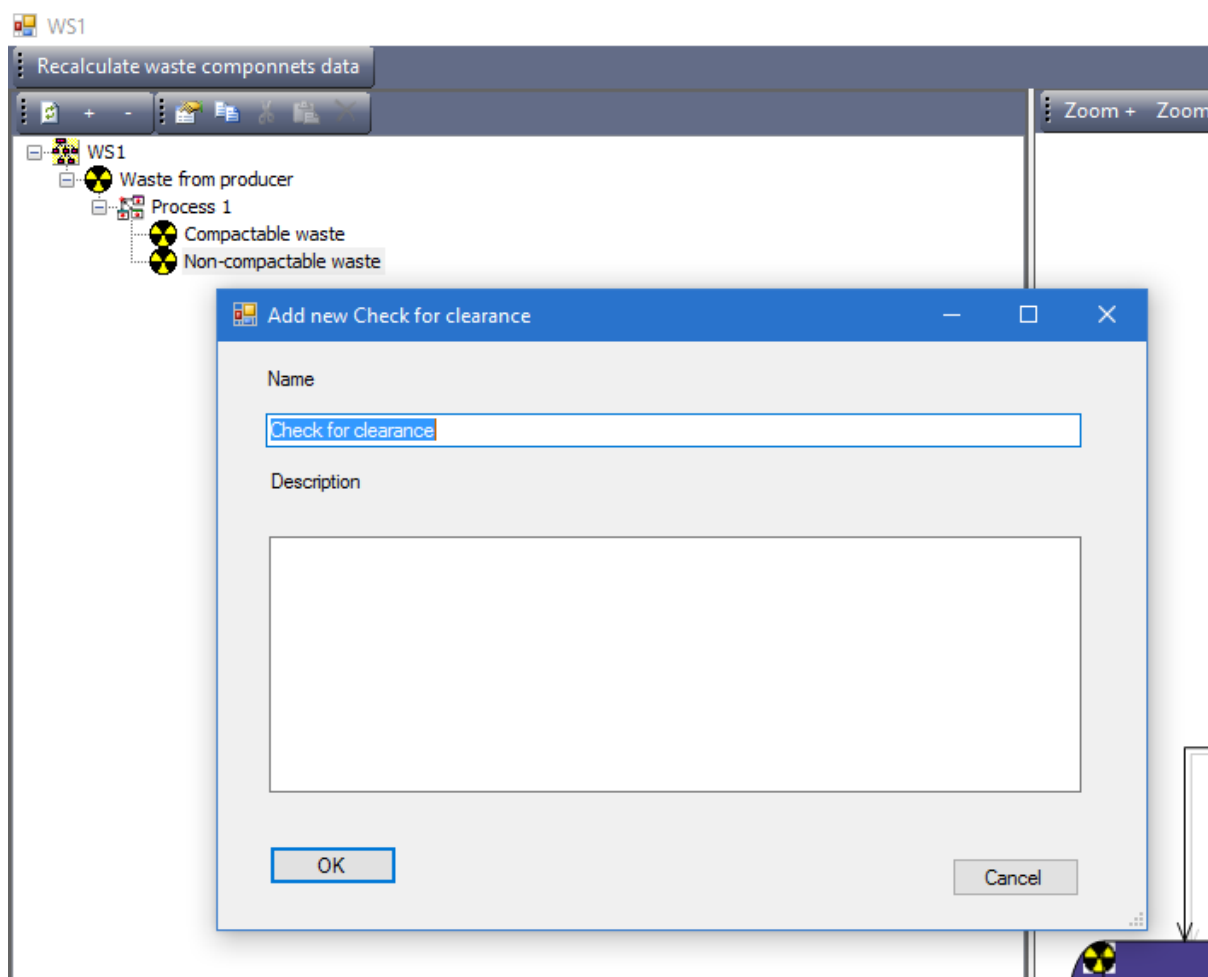 WS1
Recalculate waste componnets data
+ -
Zoom + Zoom
WS1
Waste from producer
Process 1
Compactable waste
Non-compactable waste
Add new Check for clearance
Name
Check for clearance
Description
OK
Cancel